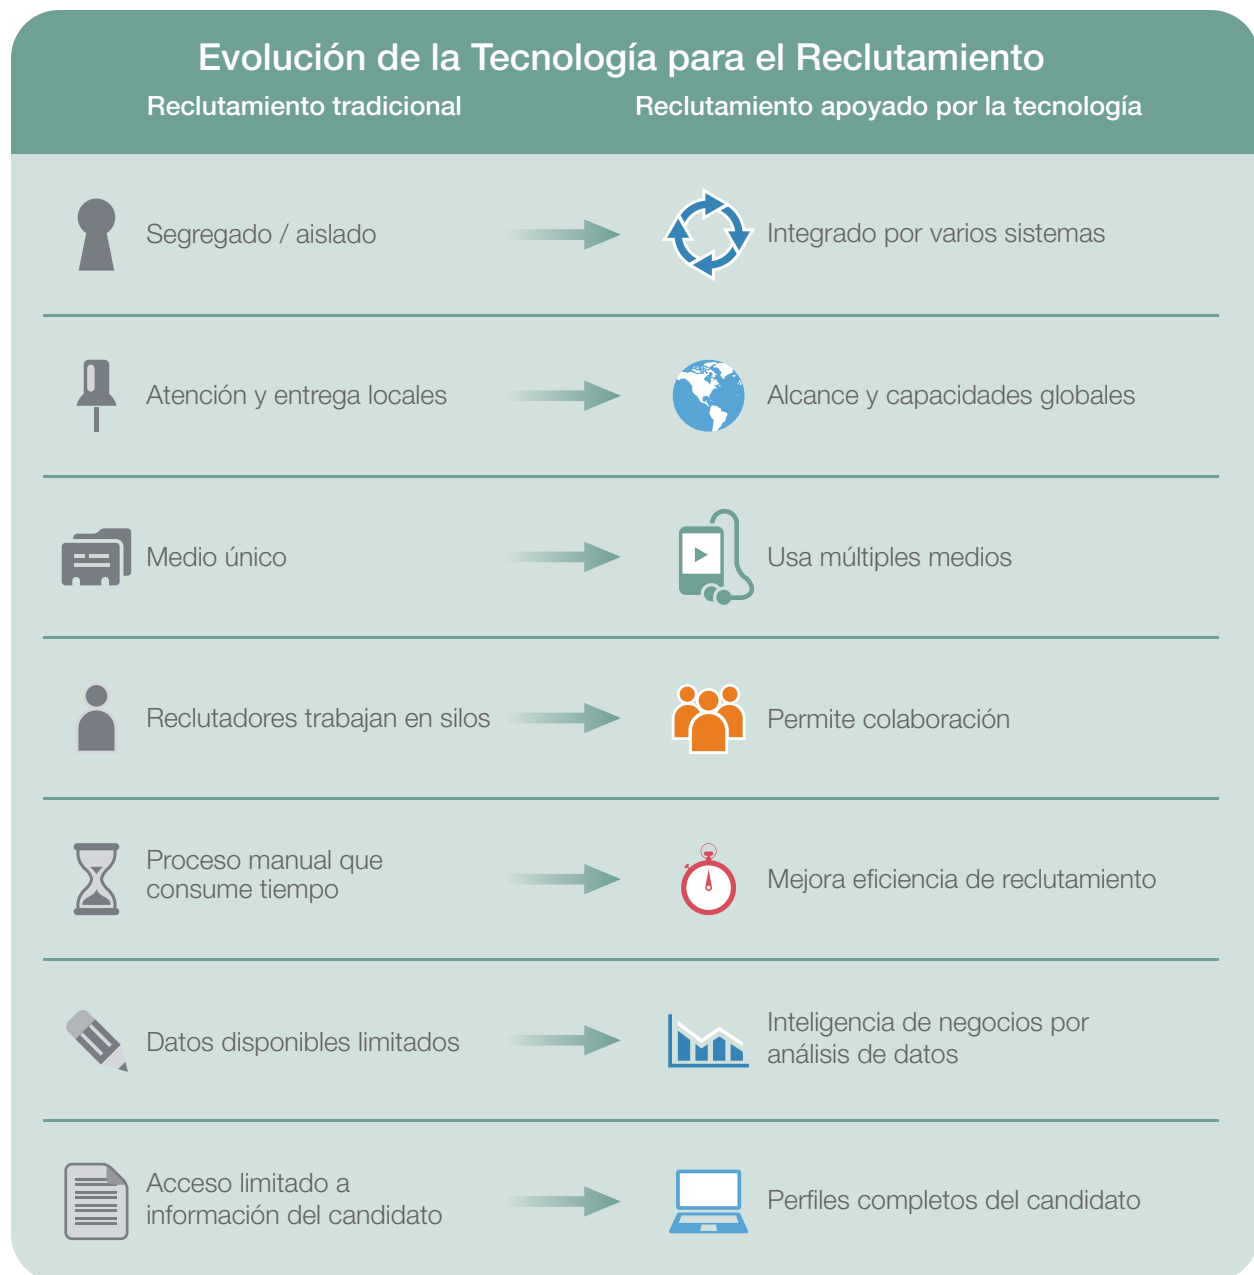 Evolución de la Tecnología para el Reclutamiento
Reclutamiento tradicional
Reclutamiento apoyado por la tecnología
Segregado / aislado
Integrado por varios sistemas
Atención y entrega locales
Alcance y capacidades globales
Medio único
Usa múltiples medios
Reclutadores trabajan en silos
Permite colaboración
Proceso manual que
consume tiempo
Mejora eficiencia de reclutamiento
Datos disponibles limitados
Inteligencia de negocios por
análisis de datos
Acceso limitado a
información del candidato
Perfiles completos del candidato